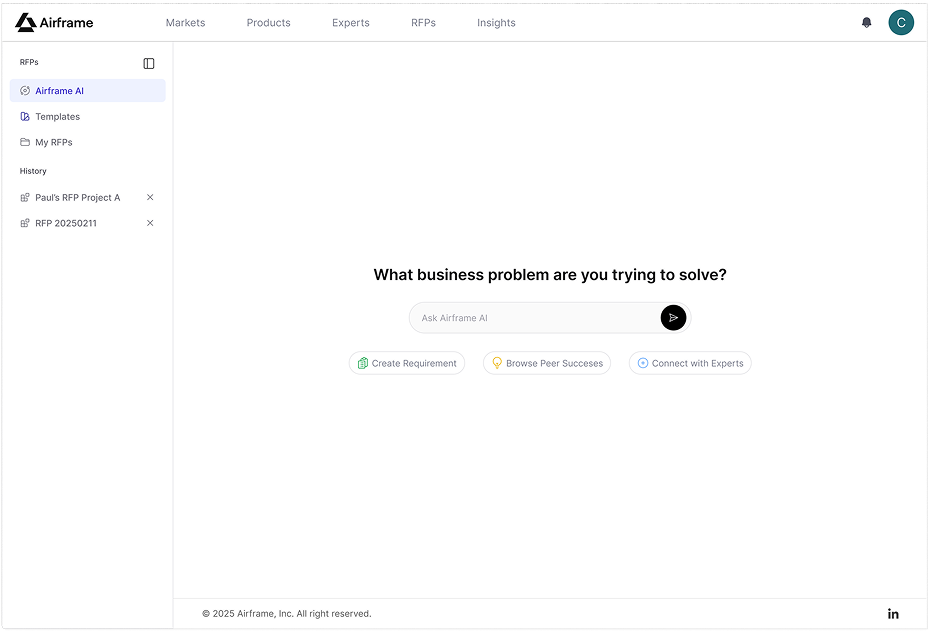 Airframe
Markets
Products
Experts
RFPs
Insights
C
RFPs
Airframe AI
Templates
My RFPs
History
Paul's RFP Project A
RFP 20250211
What business problem are you trying to solve?
Ask Airframe AI
Create Requirement
Browse Peer Succeses
Connect with Experts
© 2025 Airframe, Inc. All right reserved.
in